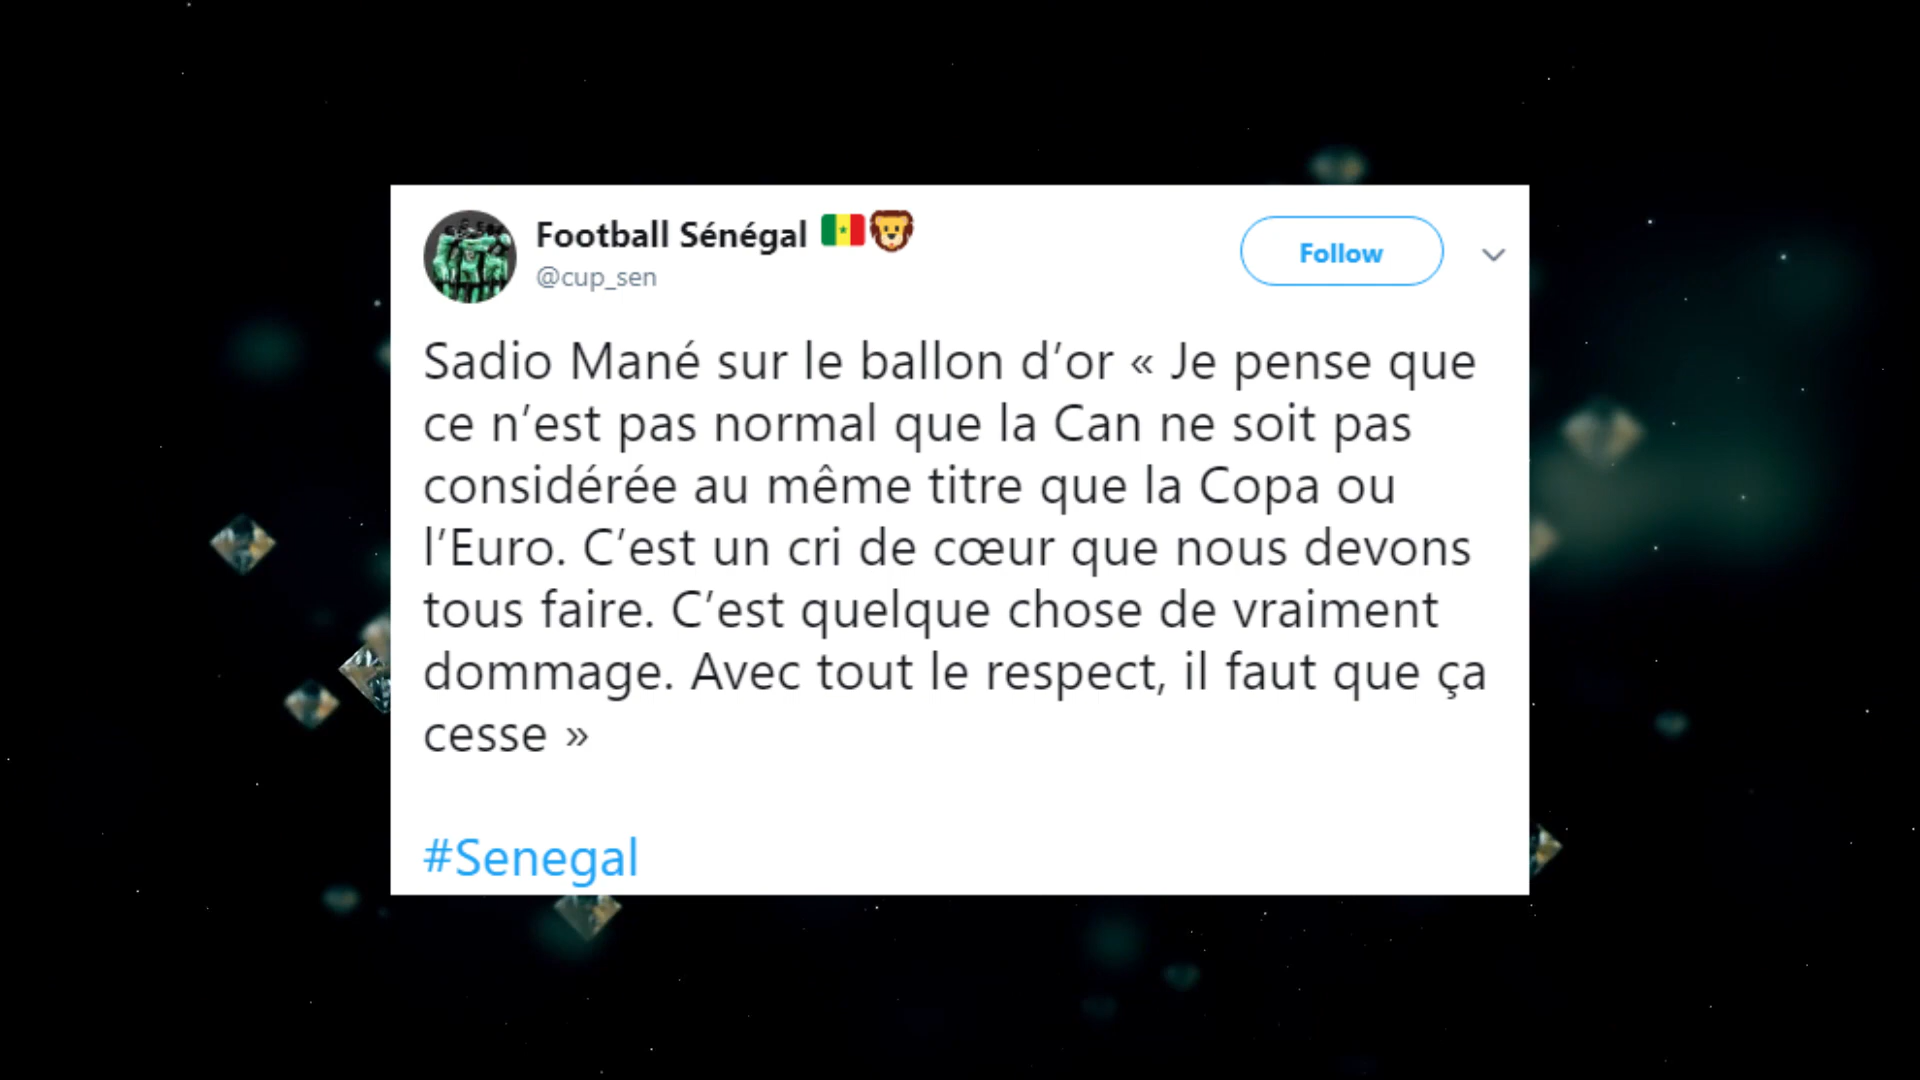 Football Sénégal 🇸🇳🦁
@cup_sen
Follow
Sadio Mané sur le ballon d’or « Je pense que
ce n’est pas normal que la Can ne soit pas
considérée au même titre que la Copa ou
l’Euro. C’est un cri de cœur que nous devons
tous faire. C’est quelque chose de vraiment
dommage. Avec tout le respect, il faut que ça
cesse »
#Senegal